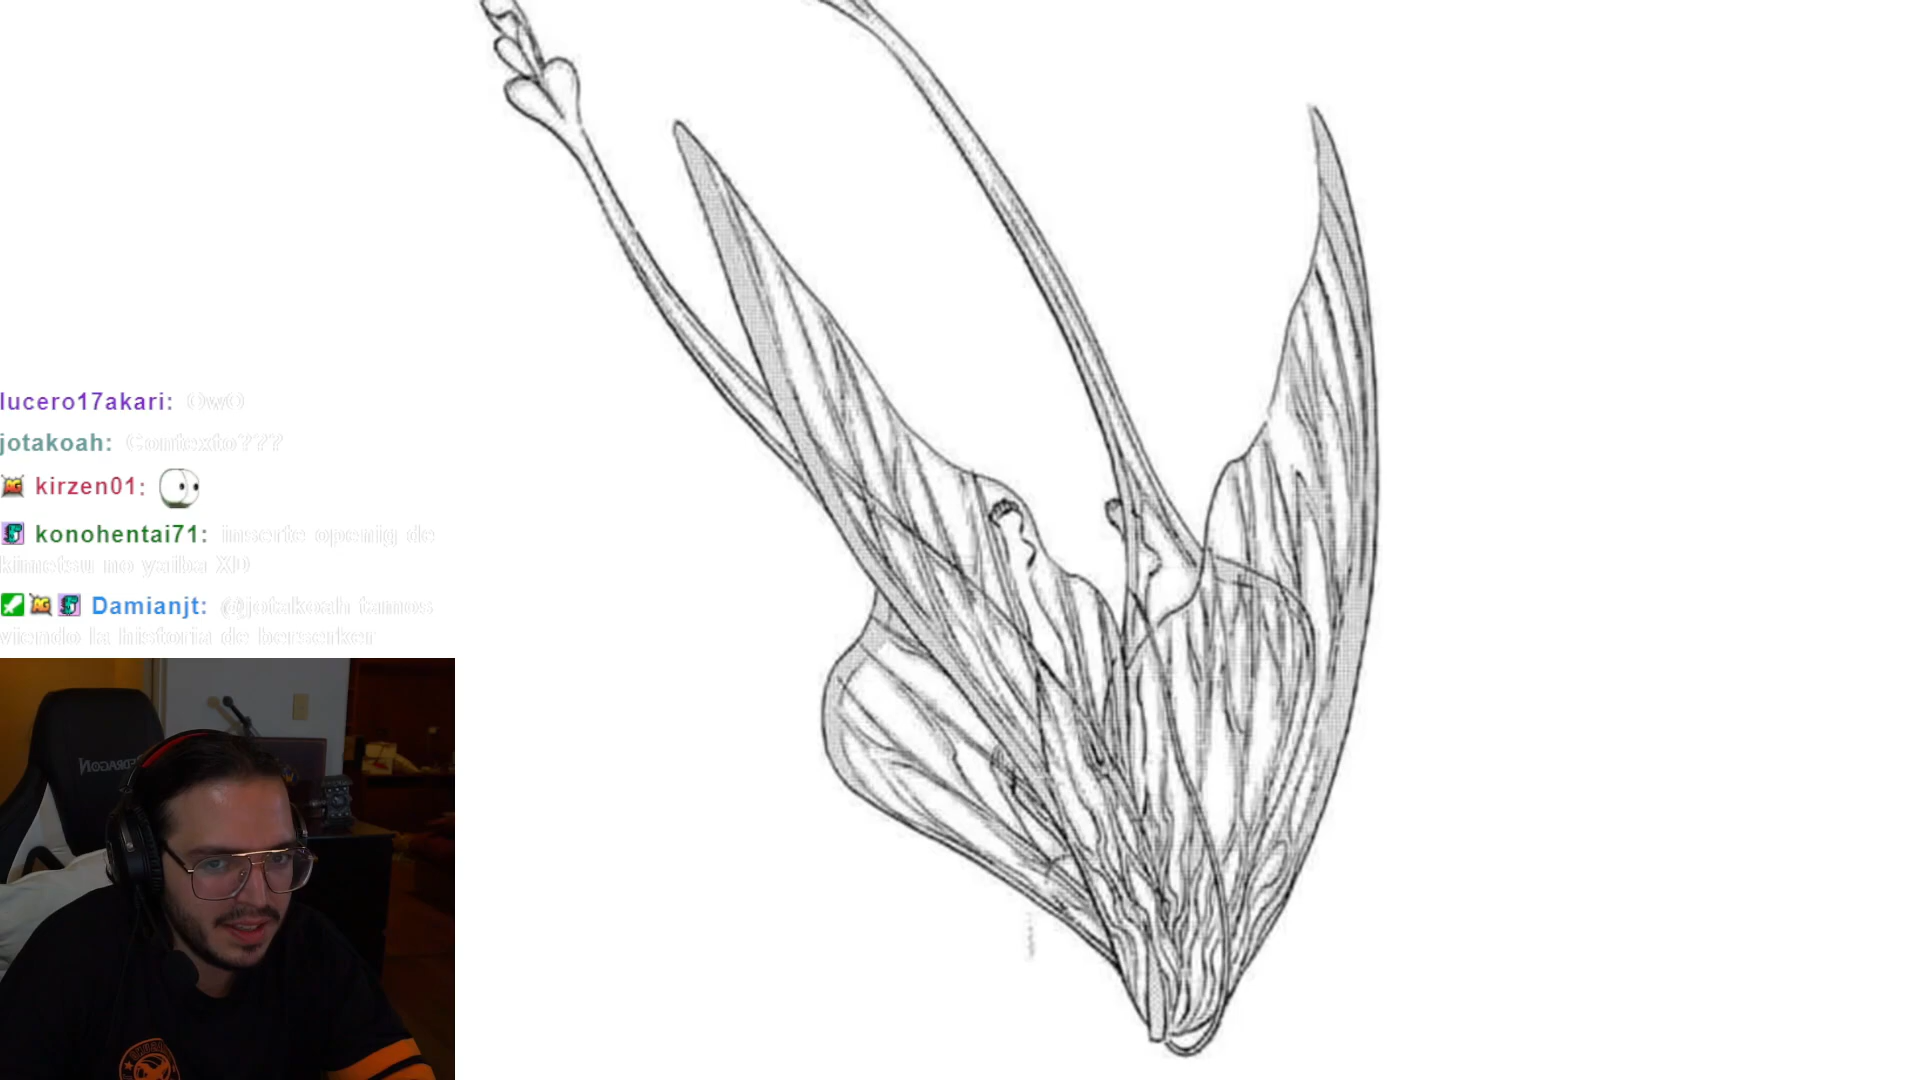 lucero17akari: OwO
jotakoah: Contexto???
kirzen01:
konohentai71: inserte openig de
kimetsu no yaiba XD
Damianjt: @jotakoah tamos
viendo la historia de berserker